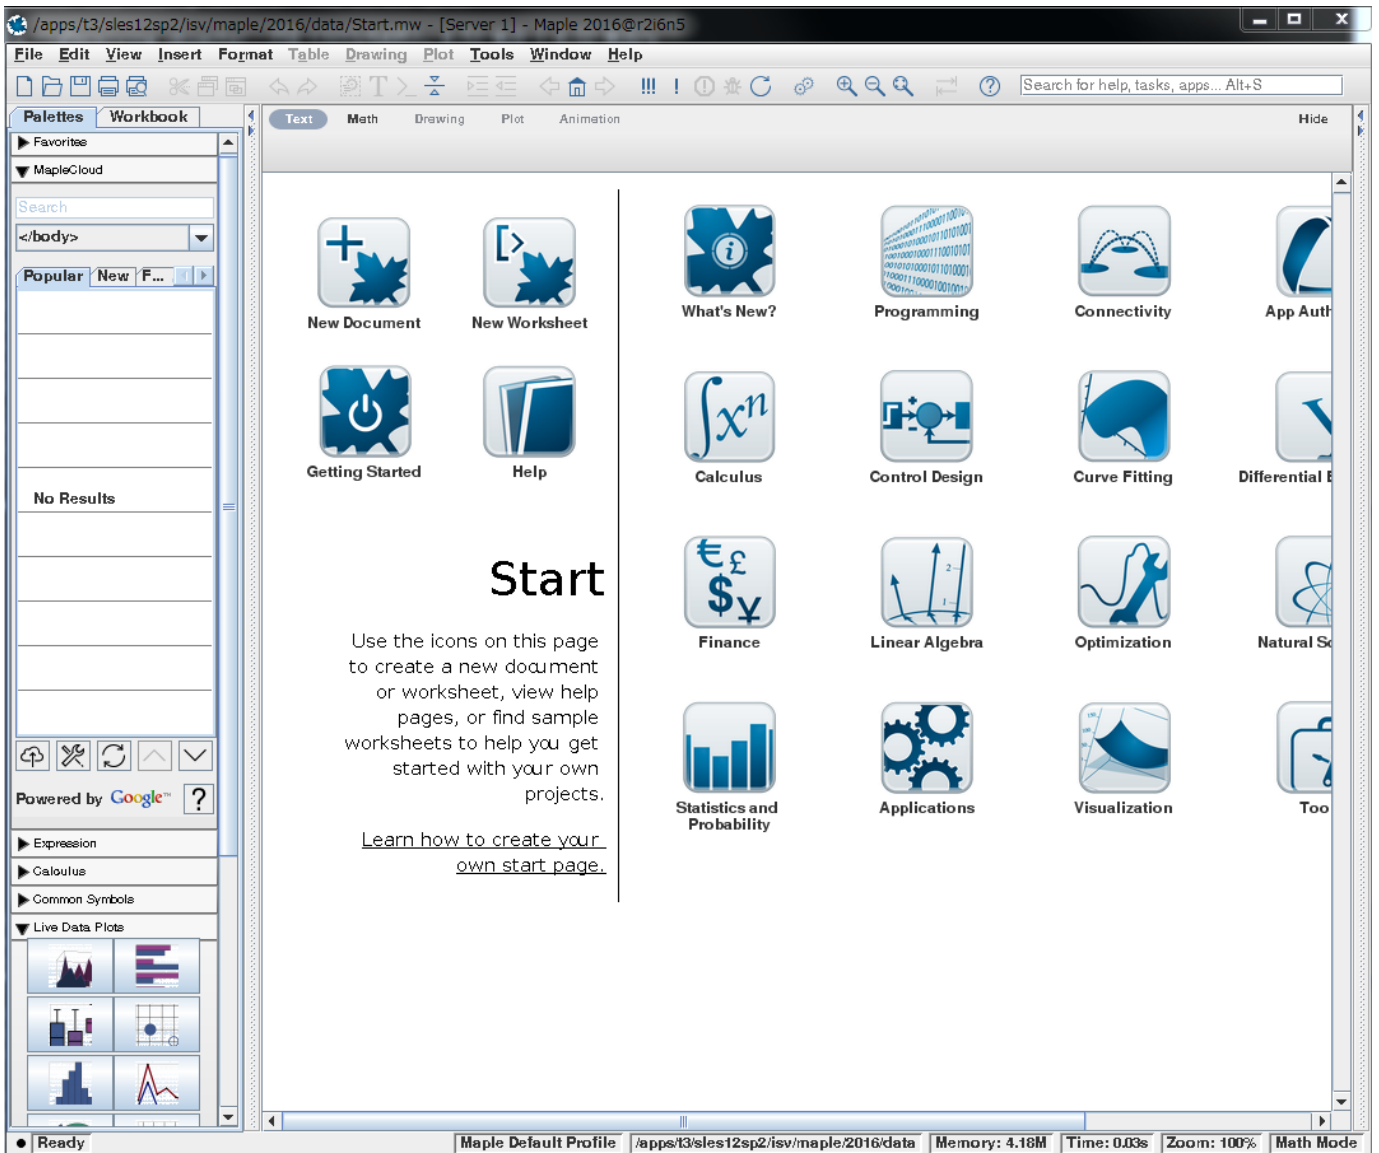 /apps/t3/sles12sp2/isv/maple/2016/data/Start.mw - [Server 1] - Maple 2016@r2i6n5
File Edit View Insert Format Table Drawing Plot Tools Window Help
Search for help, tasks, apps... Alt+S
Palettes Workbook
Text Math Drawing Plot Animation Hide
Favorites
MapleCloud
Search
</body>
Popular New F...
No Results
Powered by Google™ ?
Expression
Calculus
Common Symbols
Live Data Plots
New Document New Worksheet
Getting Started Help
Start
Use the icons on this page
to create a new document
or worksheet, view help
pages, or find sample
worksheets to help you get
started with your own
projects.
Learn how to create your
own start page.
What's New? Programming Connectivity App Auth
Calculus Control Design Curve Fitting Differential E
Finance Linear Algebra Optimization Natural Sc
Statistics and
Probability
Applications Visualization Too
Ready Maple Default Profile /apps/t3/sles12sp2/isv/maple/2016/data Memory: 4.18M Time: 0.03s Zoom: 100% Math Mode